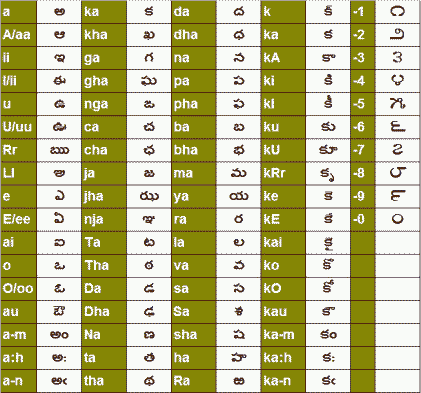 a అ ka క da ద k క్ -1 ౧
A/aa ఆ kha ఖ dha ధ ka క -2 ౨
ii ఇ ga గ na న kA కా -3 ౩
I/ii ఈ gha ఘ pa ప ki కి -4 ౪
u ఉ nga ఙ pha ఫ kI కీ -5 ౫
U/uu ఊ ca చ ba బ ku కు -6 ౬
Rr ఋ cha ఛ bha భ kU కూ -7 ౭
LI ja జ ma మ kRr కృ -8 ౮
e ఎ jha ఝ ya య ke కె -9 ౯
E/ee ఏ nja ఞ ra ర kE కే -0 ౦
ai ఐ Ta ట la ల kai కై
o ఒ Tha ఠ va వ ko కొ
O/oo ఓ Da డ sa స kO కో
au ఔ Dha ఢ Sa శ kau కౌ
a-m అం Na ణ sha ష ka-m కం
a:h అః ta త ha హ ka:h కః
a-n అఁ tha థ Ra ఱ ka-n కఁ